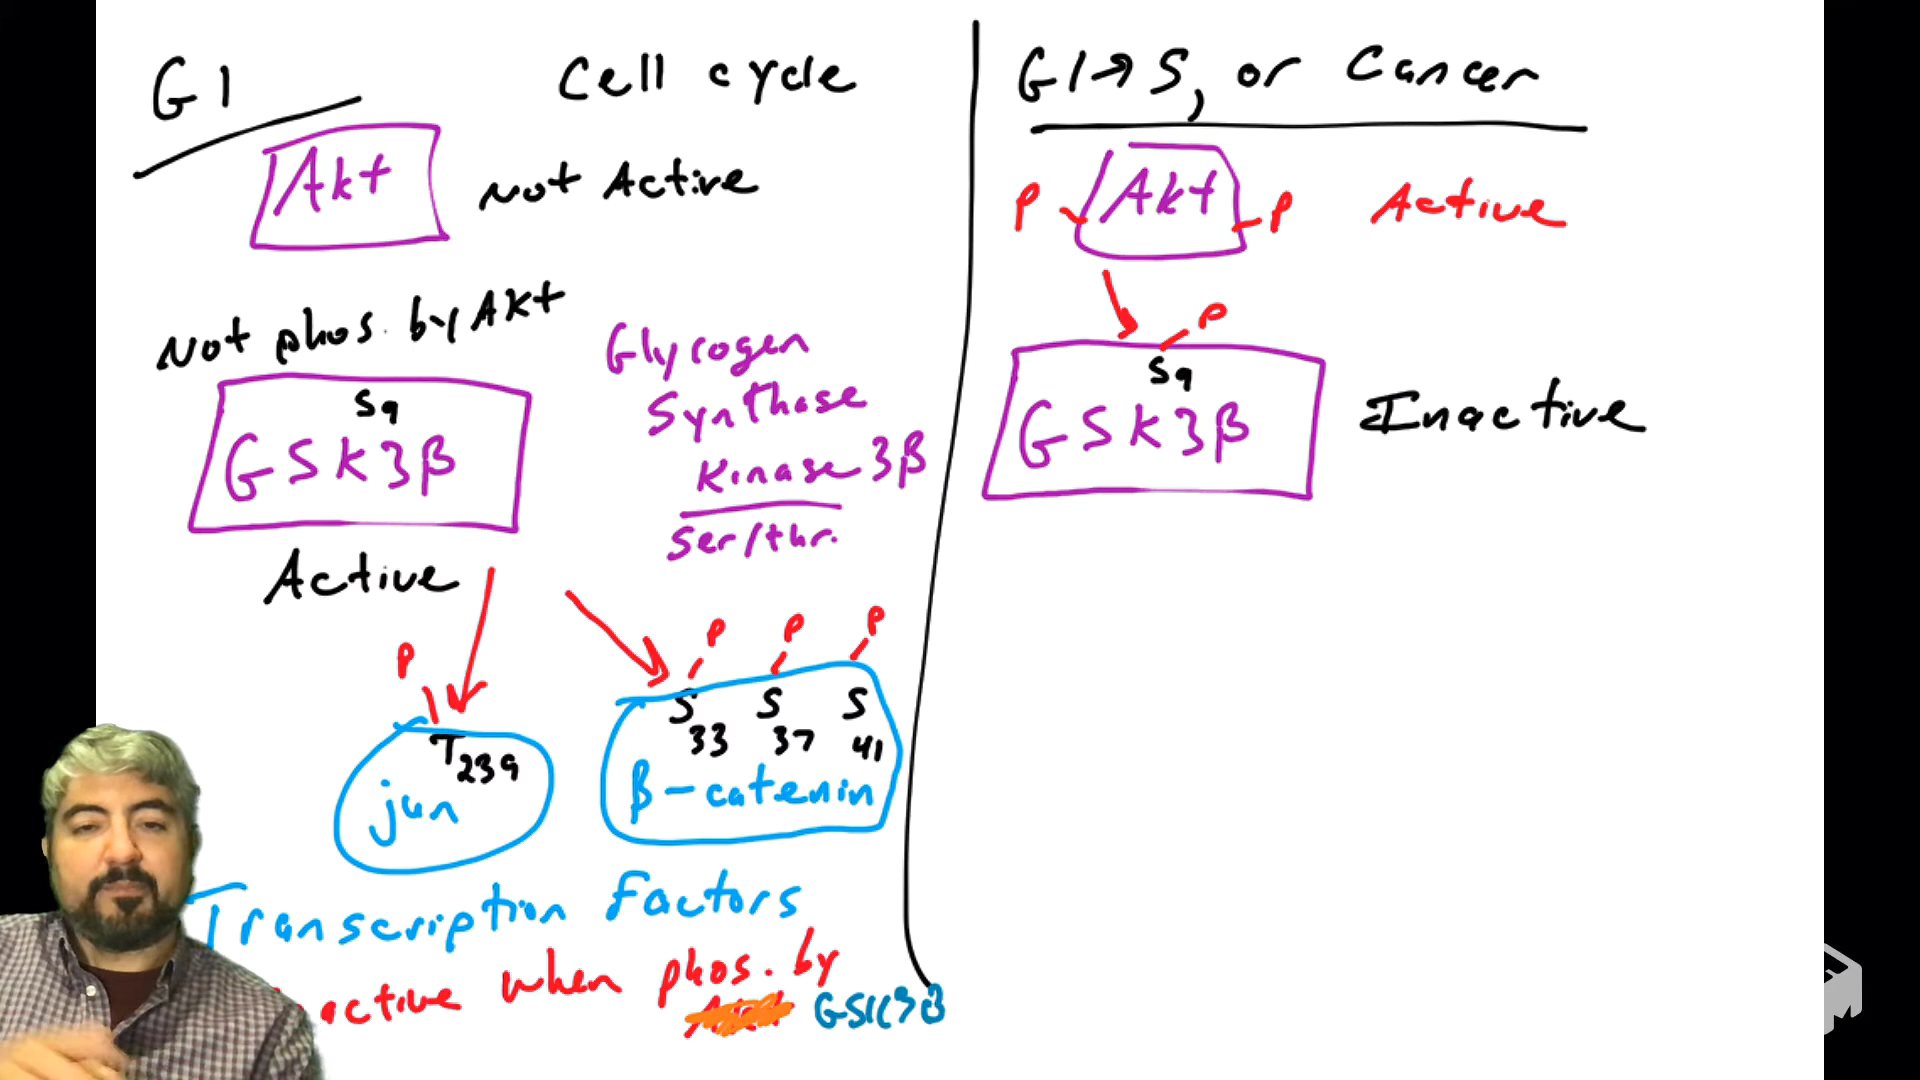 G1 Cell cycle
Akt Not Active
Not phos. by Akt
Glycogen
Synthase
Kinase 3β
Ser/thr.
S9
GSK3β
Active
P
T239
jun
P P P
S S S
33 37 41
β-catenin
Transcription Factors
active when phos. by
GSK3β
G1→S, or Cancer
P Akt P Active
P
S9
GSK3β Inactive